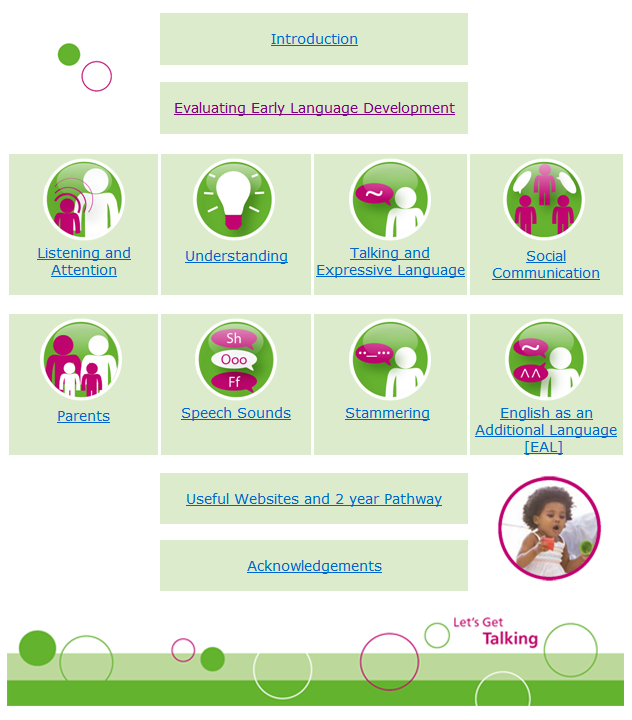 Introduction
Evaluating Early Language Development
Listening and
Attention
Understanding
Talking and
Expressive Language
Social
Communication
Parents
Sh
Ooo
Ff
Speech Sounds
Stammering
English as an
Additional Language
[EAL]
Useful Websites and 2 year Pathway
Acknowledgements
Let's Get
Talking